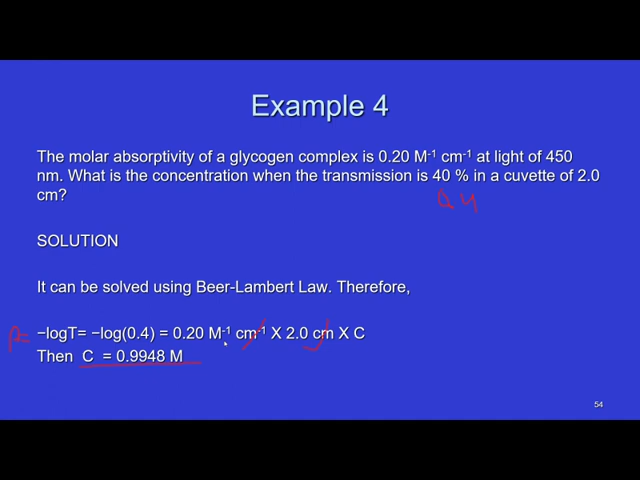 Example 4
The molar absorptivity of a glycogen complex is 0.20 M⁻¹ cm⁻¹ at light of 450
nm. What is the concentration when the transmission is 40 % in a cuvette of 2.0
cm?
0.4
SOLUTION
It can be solved using Beer-Lambert Law. Therefore,
A= −logT= −log(0.4) = 0.20 M⁻¹ cm⁻¹ X 2.0 cm X C
Then C = 0.9948 M
54